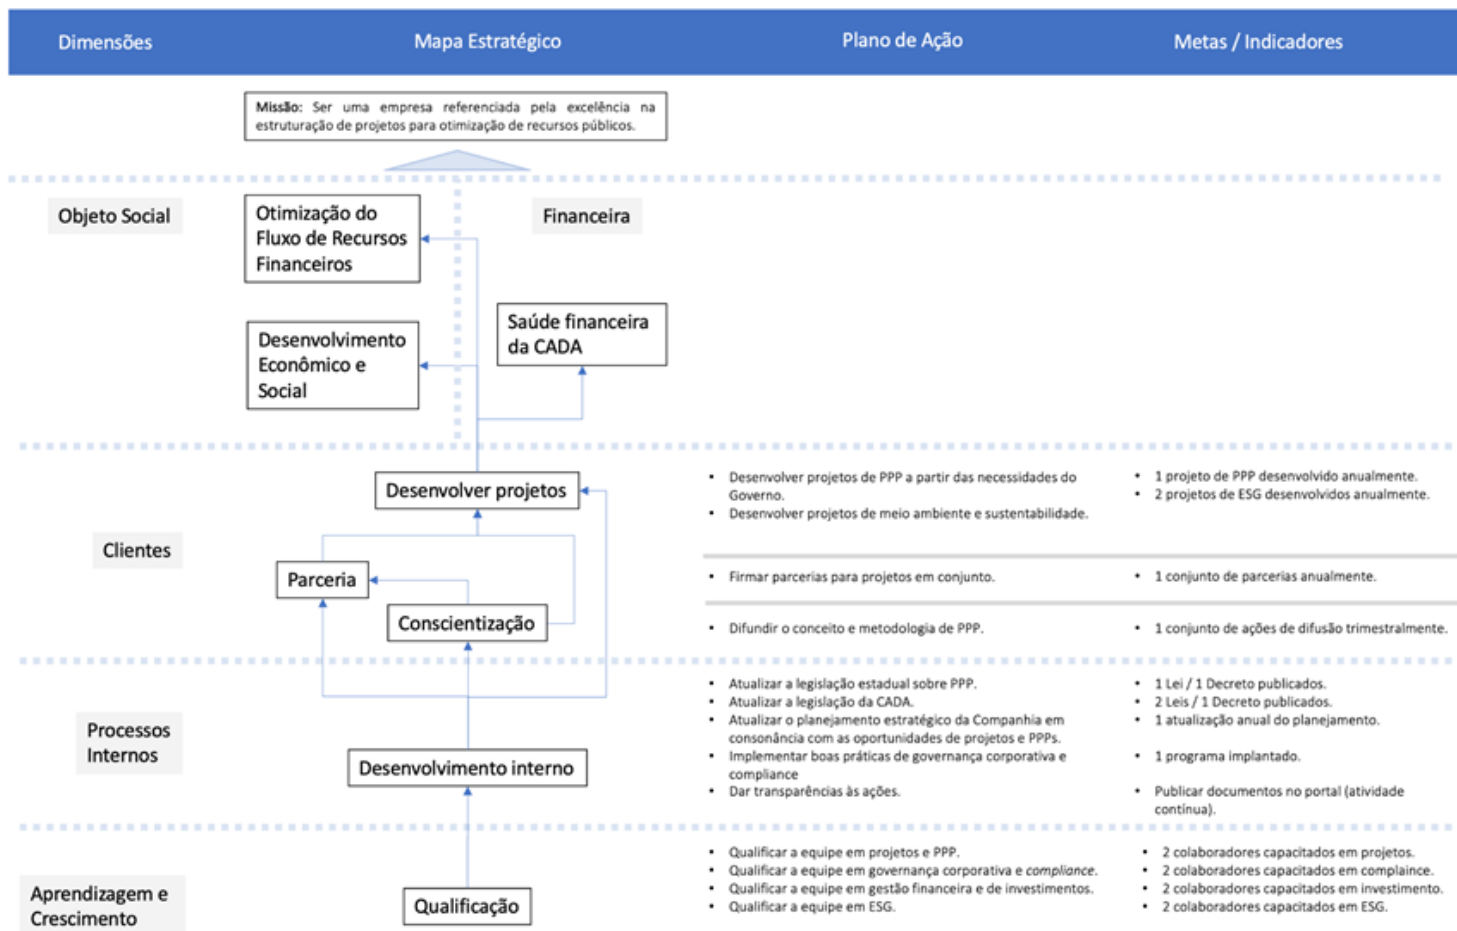 Dimensões
Mapa Estratégico
Plano de Ação
Metas / Indicadores
Missão: Ser uma empresa referenciada pela excelência na
estruturação de projetos para otimização de recursos públicos.
Objeto Social
Otimização do
Fluxo de Recursos
Financeiros
Financeira
Desenvolvimento
Econômico e
Social
Saúde financeira
da CADA
Clientes
Desenvolver projetos
• Desenvolver projetos de PPP a partir das necessidades do
Governo.
• Desenvolver projetos de meio ambiente e sustentabilidade.
• 1 projeto de PPP desenvolvido anualmente.
• 2 projetos de ESG desenvolvidos anualmente.
Parceria
• Firmar parcerias para projetos em conjunto.
• 1 conjunto de parcerias anualmente.
Conscientização
• Difundir o conceito e metodologia de PPP.
• 1 conjunto de ações de difusão trimestralmente.
Processos
Internos
Desenvolvimento interno
• Atualizar a legislação estadual sobre PPP.
• Atualizar a legislação da CADA.
• Atualizar o planejamento estratégico da Companhia em
consonância com as oportunidades de projetos e PPPs.
• Implementar boas práticas de governança corporativa e
compliance
• Dar transparências às ações.
• 1 Lei / 1 Decreto publicados.
• 2 Leis / 1 Decreto publicados.
• 1 atualização anual do planejamento.
• 1 programa implantado.
• Publicar documentos no portal (atividade
contínua).
Aprendizagem e
Crescimento
Qualificação
• Qualificar a equipe em projetos e PPP.
• Qualificar a equipe em governança corporativa e compliance.
• Qualificar a equipe em gestão financeira e de investimentos.
• Qualificar a equipe em ESG.
• 2 colaboradores capacitados em projetos.
• 2 colaboradores capacitados em complaince.
• 2 colaboradores capacitados em investimento.
• 2 colaboradores capacitados em ESG.